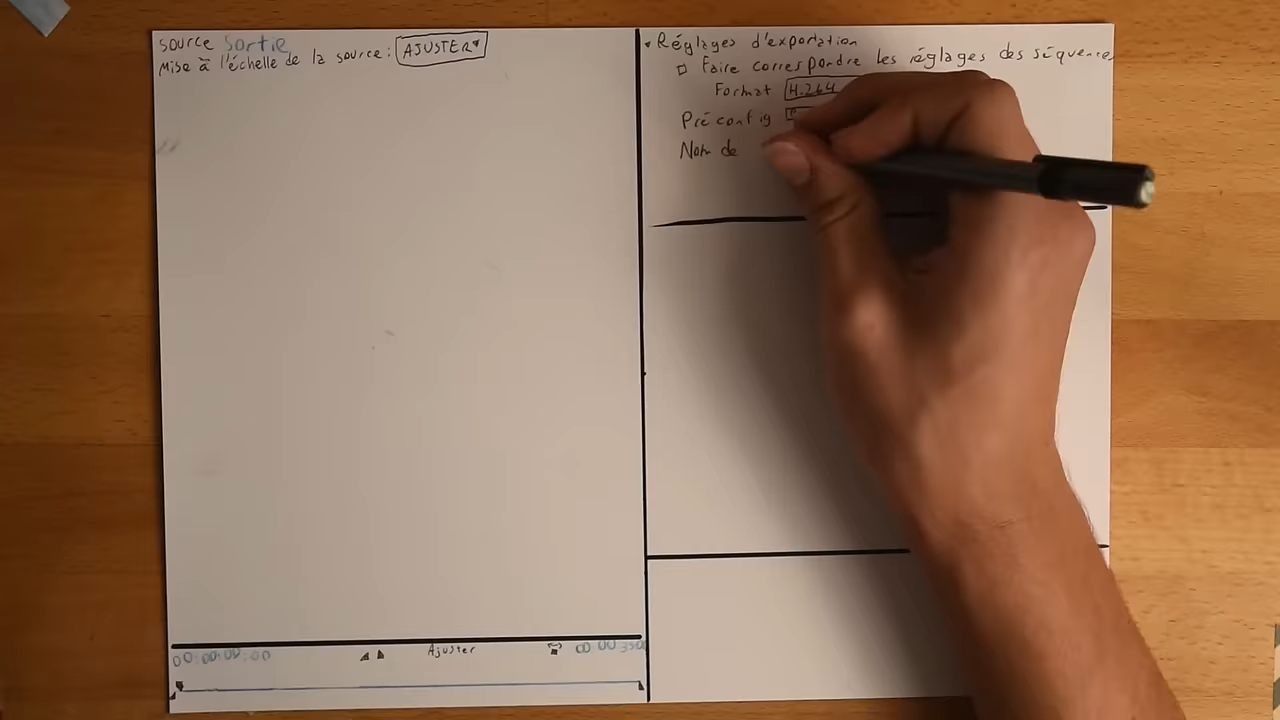 source sortie
Mise à l'échelle de la source: AJUSTER
Réglages d'exportation
Faire correspondre les réglages des séquence
Format H.264
Préconfig
Nom de
00:00:00:00 Ajuster